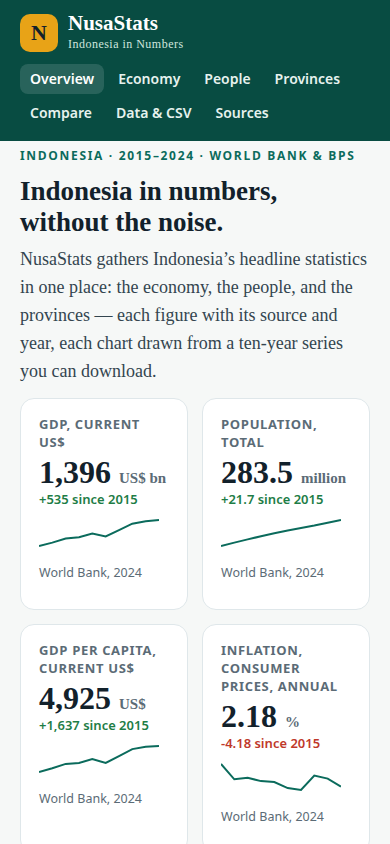 N
NusaStats
Indonesia in Numbers
Overview
Economy
People
Provinces
Compare
Data & CSV
Sources
INDONESIA · 2015–2024 · WORLD BANK & BPS
Indonesia in numbers,
without the noise.
NusaStats gathers Indonesia’s headline statistics
in one place: the economy, the people, and the
provinces — each figure with its source and
year, each chart drawn from a ten-year series
you can download.
GDP, CURRENT
US$
1,396 US$ bn
+535 since 2015
World Bank, 2024
POPULATION,
TOTAL
283.5 million
+21.7 since 2015
World Bank, 2024
GDP PER CAPITA,
CURRENT US$
4,925 US$
+1,637 since 2015
World Bank, 2024
INFLATION,
CONSUMER
PRICES, ANNUAL
2.18 %
-4.18 since 2015
World Bank, 2024